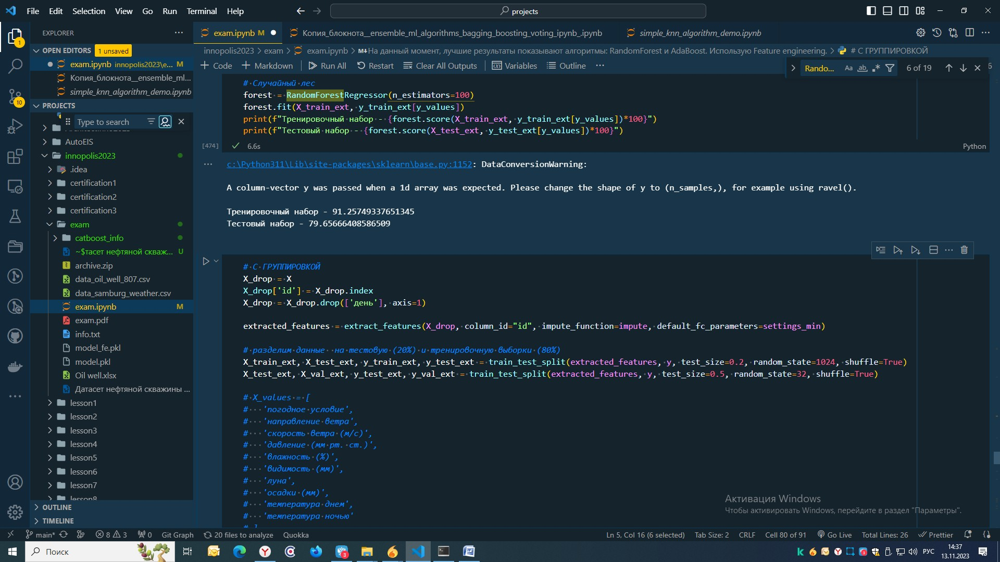 File Edit Selection View Go Run Terminal Help
projects
EXPLORER
exam.ipynb M
Копия_блокнота__ensemble_ml_algorithms_bagging_boosting_voting_ipynb_.ipynb
simple_knn_algorithm_demo.ipynb
OPEN EDITORS 1 unsaved
exam.ipynb innopolis2023\e... M
Копия_блокнота__ensemble_ml...
simple_knn_algorithm_demo.ipynb
PROJECTS
Type to search
AutoEIS
innopolis2023
.idea
certification1
certification2
certification3
exam
catboost_info
~$тасет нефтяной скваж... U
archive.zip
data_oil_well_807.csv
data_samburg_weather.csv
exam.ipynb M
exam.pdf
info.txt
model_fe.pkl
model.pkl
Oil well.xlsx
Датасет нефтяной скважины ...
lesson1
lesson2
lesson3
lesson4
lesson5
lesson6
lesson7
lesson8
OUTLINE
TIMELINE
innopolis2023 > exam > exam.ipynb > M↓На данный момент, лучшие результаты показывают алгоритмы: RandomForest и AdaBoost. Использую Feature engineering. > # С ГРУППИРОВКОЙ
+ Code + Markdown Run All Restart Clear All Outputs Variables Outline ...
Rando... Aa ab 6 of 19
# Случайный лес
forest = RandomForestRegressor(n_estimators=100)
forest.fit(X_train_ext, y_train_ext[y_values])
print(f"Тренировочный набор - {forest.score(X_train_ext, y_train_ext[y_values])*100}")
print(f"Тестовый набор - {forest.score(X_test_ext, y_test_ext[y_values])*100}")
[474] 6.6s Python
c:\Python311\Lib\site-packages\sklearn\base.py:1152: DataConversionWarning:
A column-vector y was passed when a 1d array was expected. Please change the shape of y to (n_samples,), for example using ravel().
Тренировочный набор - 91.25749337651345
Тестовый набор - 79.65666408586509
# С ГРУППИРОВКОЙ
X_drop = X
X_drop['id'] = X_drop.index
X_drop = X_drop.drop(['день'], axis=1)
extracted_features = extract_features(X_drop, column_id="id", impute_function=impute, default_fc_parameters=settings_min)
# разделим данные на тестовую (20%) и тренировочную выборки (80%)
X_train_ext, X_test_ext, y_train_ext, y_test_ext = train_test_split(extracted_features, y, test_size=0.2, random_state=1024, shuffle=True)
X_test_ext, X_val_ext, y_test_ext, y_val_ext = train_test_split(extracted_features, y, test_size=0.5, random_state=32, shuffle=True)
# X_values = [
# 'погодное условие',
# 'направление ветра',
# 'скорость ветра (м/с)',
# 'давление (мм рт. ст.)',
# 'влажность (%)',
# 'видимость (мм)',
# 'луна',
# 'осадки (мм)',
# 'температура днем',
# 'температура ночью'
# ]
Активация Windows
Чтобы активировать Windows, перейдите в раздел "Параметры".
main* 8 3 0 Git Graph 20 files to analyze Quokka
Ln 5, Col 16 (6 selected) Tab Size: 2 CRLF Cell 80 of 91 Go Live Total Lines: 26 Prettier
Поиск
РУС
14:37
13.11.2023